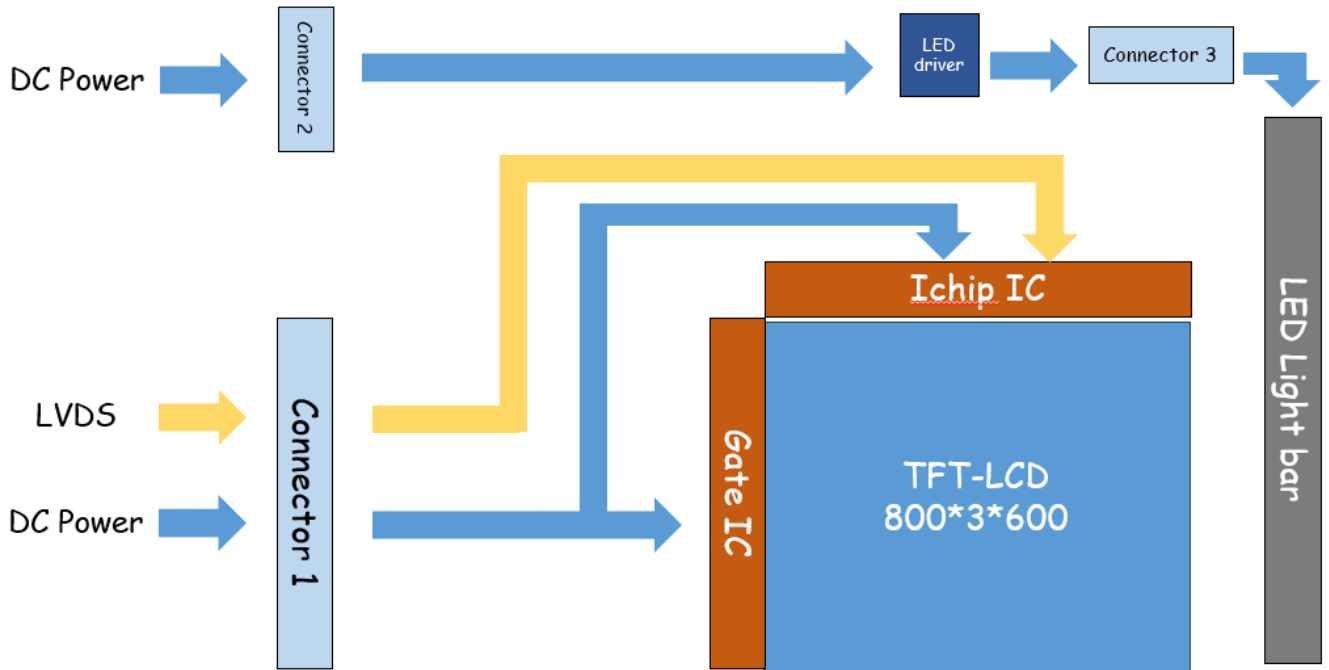 DC Power
Connector 2
LED
driver
Connector 3
LVDS
DC Power
Connector 1
Ichip IC
Gate IC
TFT-LCD
800*3*600
LED Light bar